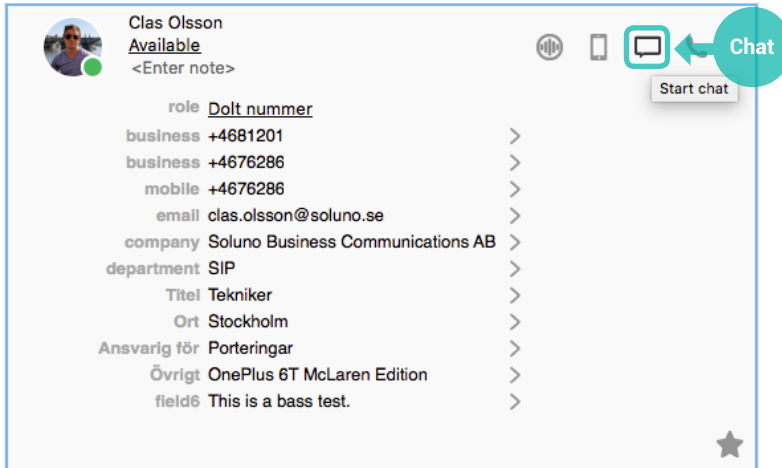 Clas Olsson
Available
<Enter note>
Chat
Start chat
role Dolt nummer
business +4681201
business +4676286
mobile +4676286
email clas.olsson@soluno.se
company Soluno Business Communications AB
department SIP
Titel Tekniker
Ort Stockholm
Ansvarig för Porteringar
Övrigt OnePlus 6T McLaren Edition
field6 This is a bass test.